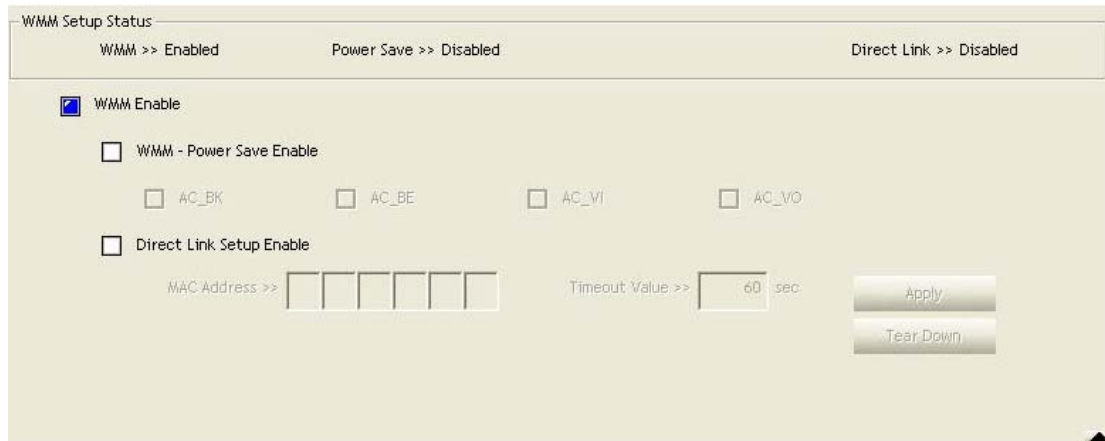 WMM Setup Status
WMM >> Enabled Power Save >> Disabled Direct Link >> Disabled
WMM Enable
WMM - Power Save Enable
AC_BK AC_BE AC_VI AC_VO
Direct Link Setup Enable
MAC Address >> Timeout Value >> 60 sec
Apply
Tear Down